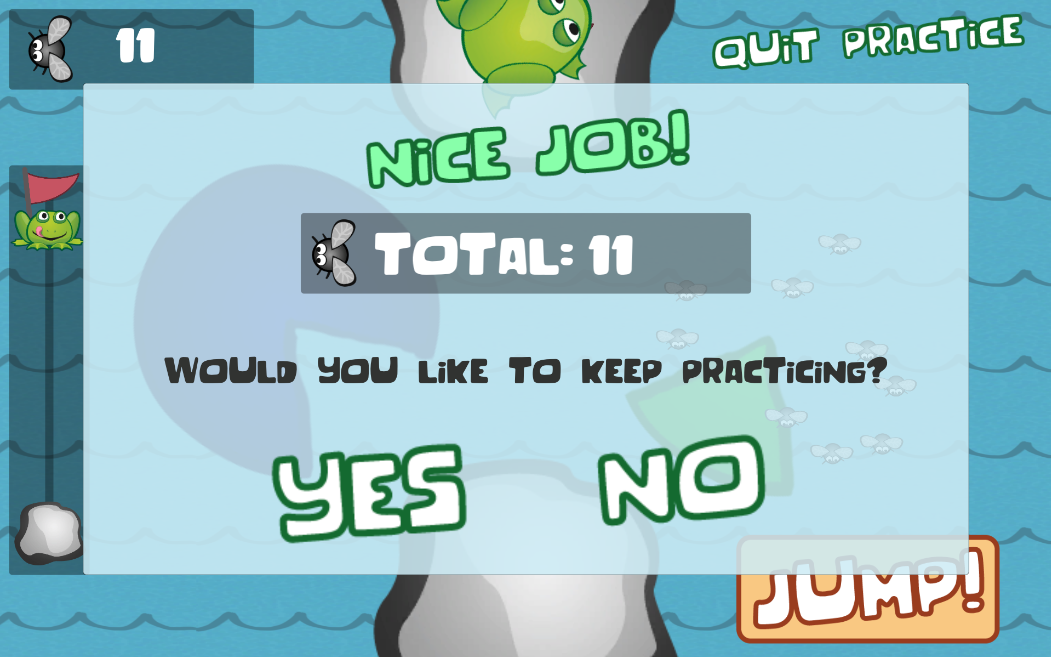 11
QUIT PRACTICE
NICE JOB!
TOTAL: 11
WOULD YOU LIKE TO KEEP PRACTICING?
YES NO
JUMP!